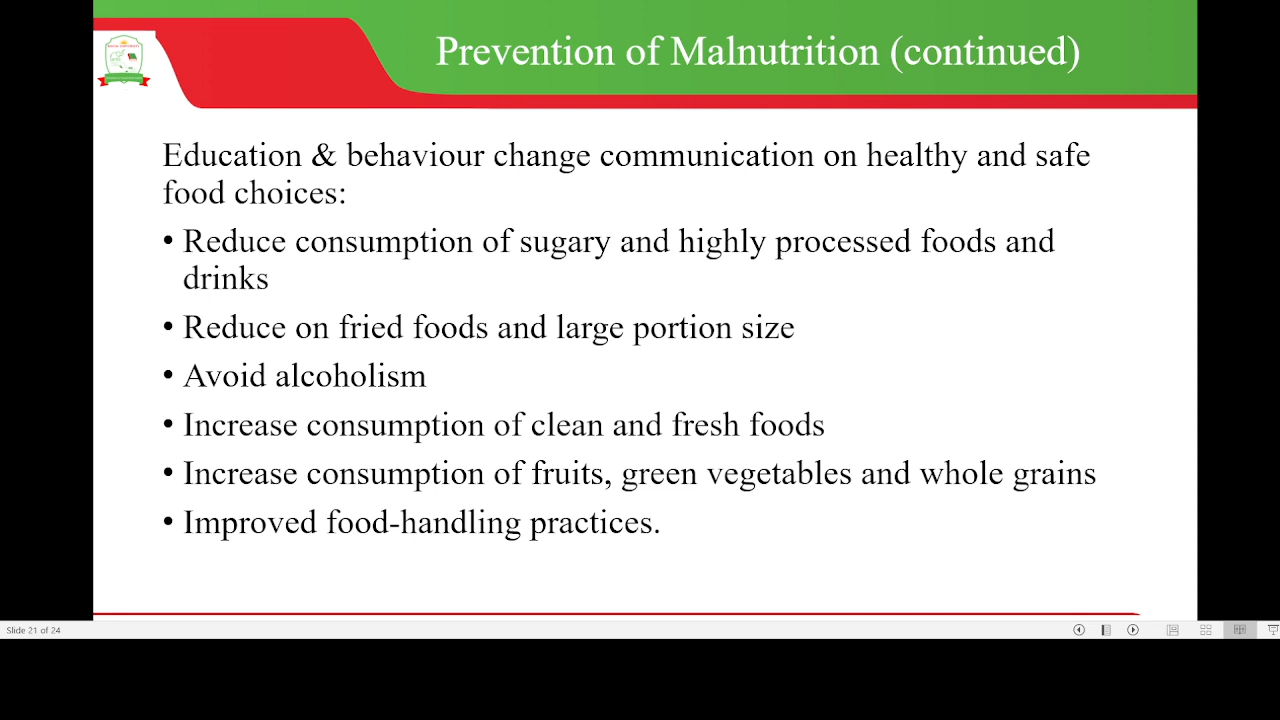 Prevention of Malnutrition (continued)
Education & behaviour change communication on healthy and safe
food choices:
• Reduce consumption of sugary and highly processed foods and
drinks
• Reduce on fried foods and large portion size
• Avoid alcoholism
• Increase consumption of clean and fresh foods
• Increase consumption of fruits, green vegetables and whole grains
• Improved food-handling practices.
Slide 21 of 24